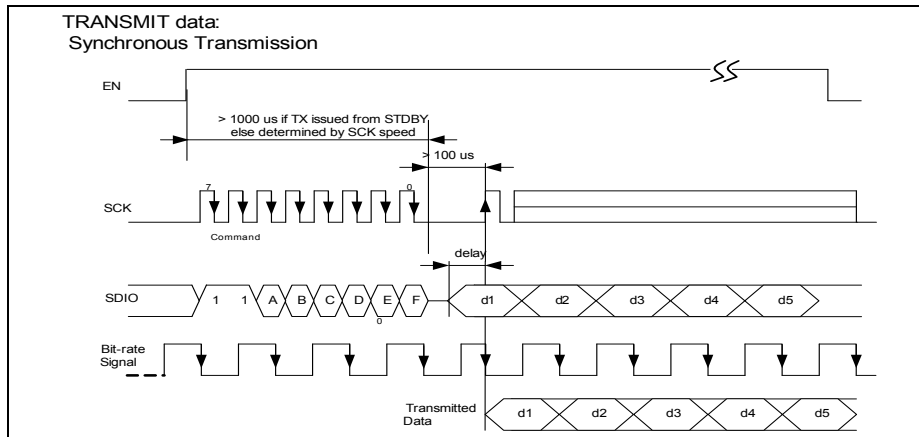 TRANSMIT data:
Synchronous Transmission
EN
> 1000 us if TX issued from STDBY,
else determined by SCK speed
> 100 us
7 0
SCK
Command
delay
SDIO
1 1 A B C D E F d1 d2 d3 d4 d5
0
Bit-rate
Signal
Transmitted
Data
d1 d2 d3 d4 d5